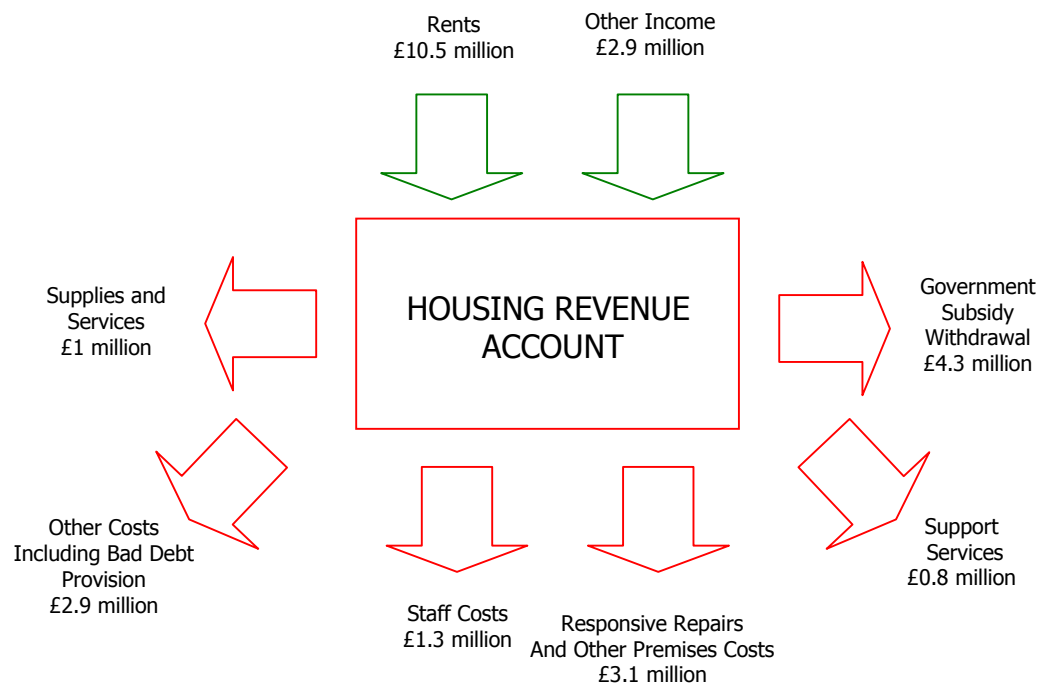 Rents
£10.5 million
Other Income
£2.9 million
HOUSING REVENUE
ACCOUNT
Supplies and
Services
£1 million
Government
Subsidy
Withdrawal
£4.3 million
Other Costs
Including Bad Debt
Provision
£2.9 million
Staff Costs
£1.3 million
Responsive Repairs
And Other Premises Costs
£3.1 million
Support
Services
£0.8 million